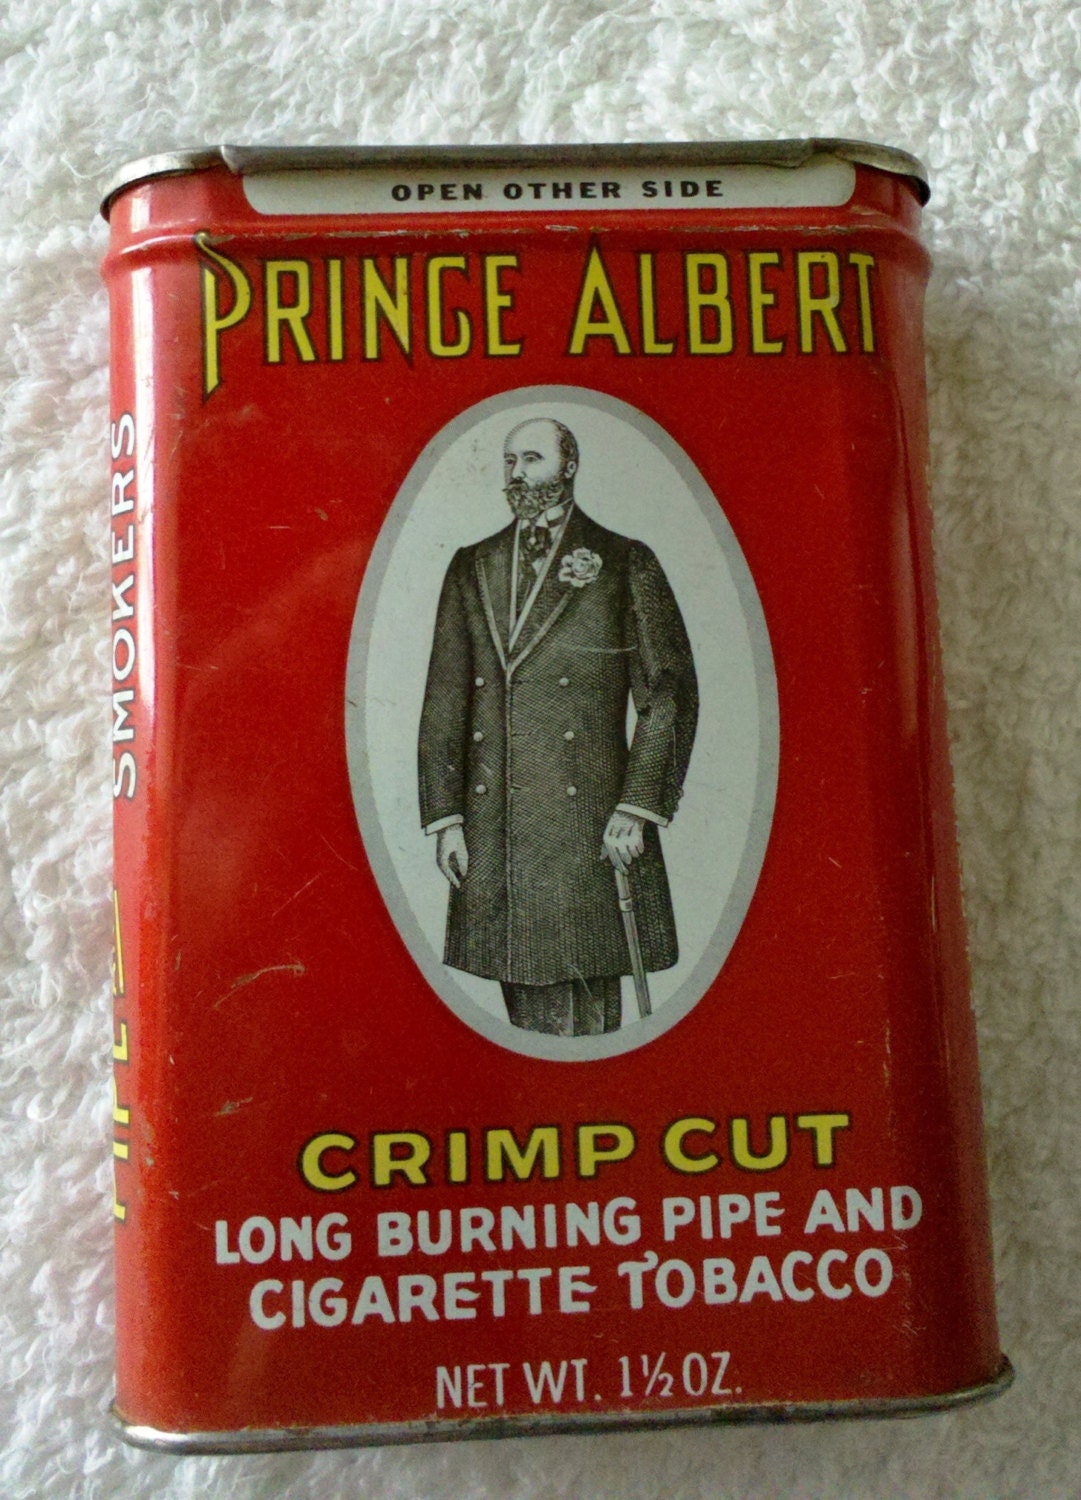 OPEN OTHER SIDE
PRINCE ALBERT
CRIMP CUT
LONG BURNING PIPE AND
CIGARETTE TOBACCO
NET WT. 1½ OZ.
PIPE
SMOKERS